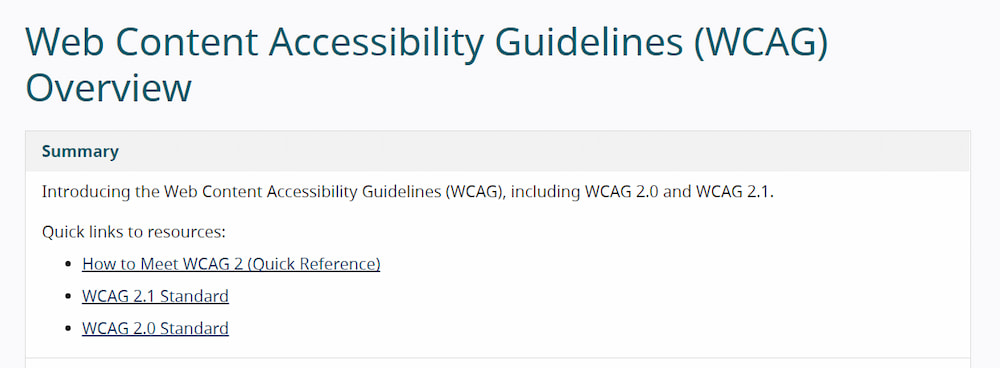 Web Content Accessibility Guidelines (WCAG)
Overview
Summary
Introducing the Web Content Accessibility Guidelines (WCAG), including WCAG 2.0 and WCAG 2.1.
Quick links to resources:
• How to Meet WCAG 2 (Quick Reference)
• WCAG 2.1 Standard
• WCAG 2.0 Standard